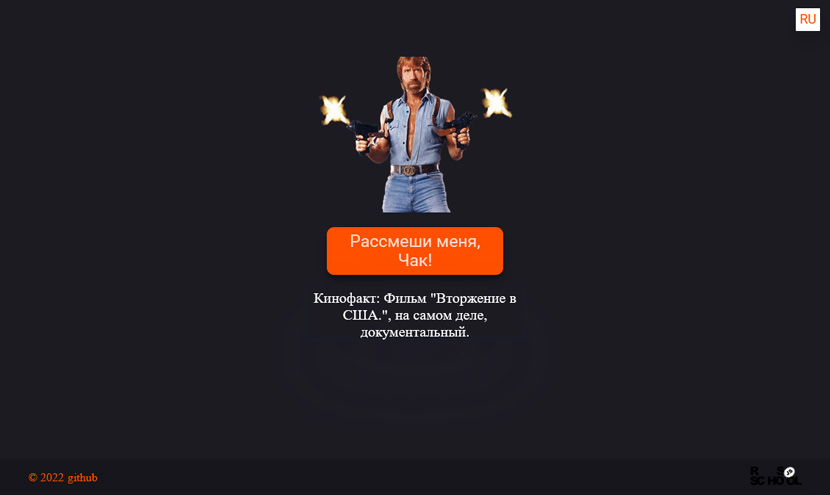 RU
Рассмеши меня,
Чак!
Кинофакт: Фильм "Вторжение в
США.", на самом деле,
документальный.
© 2022 github
RS
SCHOOL